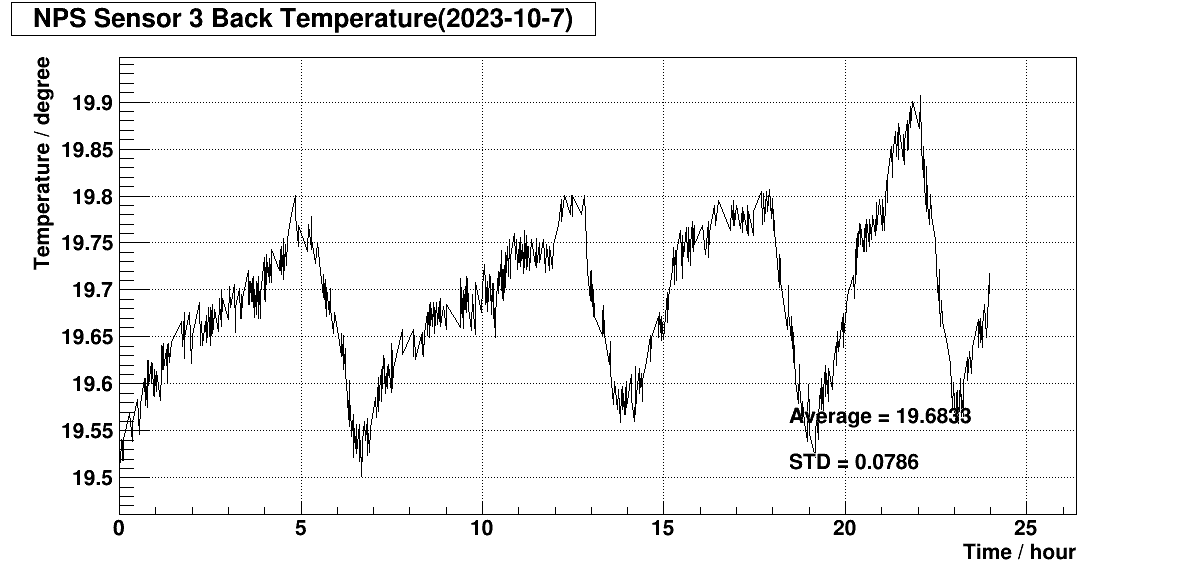 NPS Sensor 3 Back Temperature(2023-10-7)
Temperature / degree
19.9
19.85
19.8
19.75
19.7
19.65
19.6
19.55
19.5
Average = 19.6833
STD = 0.0786
0 5 10 15 20 25
Time / hour